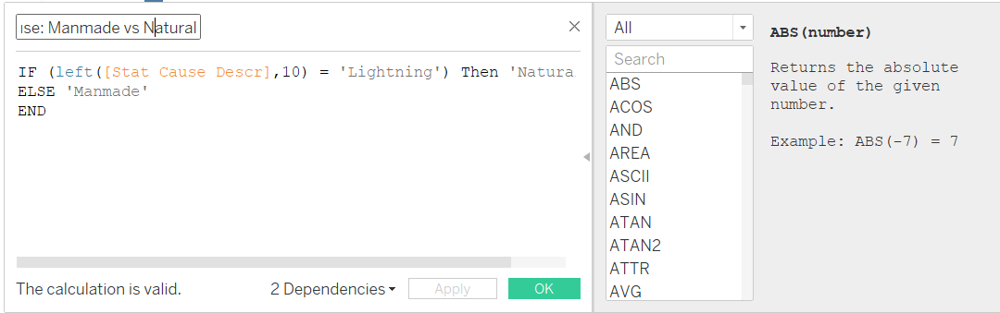 ıse: Manmade vs Natural
IF (left([Stat Cause Descr],10) = 'Lightning') Then 'Natura
ELSE 'Manmade'
END
The calculation is valid.
2 Dependencies
Apply
OK
All
Search
ABS
ACOS
AND
AREA
ASCII
ASIN
ATAN
ATAN2
ATTR
AVG
ABS(number)
Returns the absolute
value of the given
number.
Example: ABS(-7) = 7